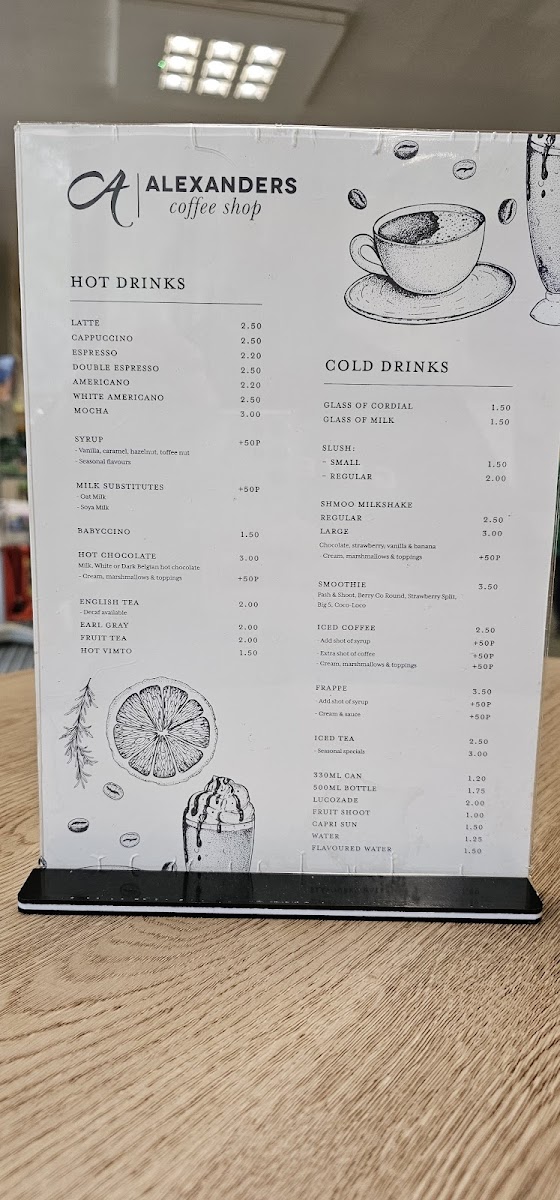 A | ALEXANDERS
coffee shop
HOT DRINKS
LATTE 2.50
CAPPUCCINO 2.50
ESPRESSO 2.20
DOUBLE ESPRESSO 2.50
AMERICANO 2.20
WHITE AMERICANO 2.50
MOCHA 3.00
SYRUP +50P
- Vanilla, caramel, hazelnut, toffee nut
- Seasonal flavours
MILK SUBSTITUTES +50P
- Oat Milk
- Soya Milk
BABYCCINO 1.50
HOT CHOCOLATE 3.00
Milk, White or Dark Belgian hot chocolate
- Cream, marshmallows & toppings +50P
ENGLISH TEA 2.00
- Decaf available
EARL GRAY 2.00
FRUIT TEA 2.00
HOT VIMTO 1.50
COLD DRINKS
GLASS OF CORDIAL 1.50
GLASS OF MILK 1.50
SLUSH:
- SMALL 1.50
- REGULAR 2.00
SHMOO MILKSHAKE
REGULAR 2.50
LARGE 3.00
Chocolate, strawberry, vanilla & banana
- Cream, marshmallows & toppings +50P
SMOOTHIE 3.50
Pash & Shoot, Berry Go Round, Strawberry Split,
Big 5, Coco-Loco
ICED COFFEE 2.50
- Add shot of syrup +50P
- Extra shot of coffee +50P
- Cream, marshmallows & toppings +50P
FRAPPE 3.50
- Add shot of syrup +50P
- Cream & sauce +50P
ICED TEA 2.50
- Seasonal specials 3.00
330ML CAN 1.20
500ML BOTTLE 1.75
LUCOZADE 2.00
FRUIT SHOOT 1.00
CAPRI SUN 1.50
WATER 1.25
FLAVOURED WATER 1.50